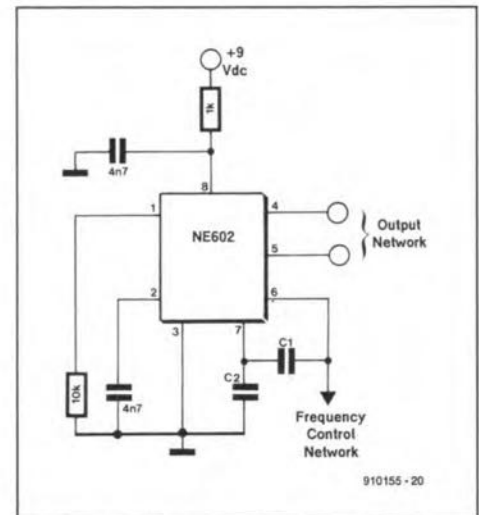 +9
Vdc
1k
4n7
8
1
4
NE602
Output
Network
5
2
6
3
7
C1
10k
4n7
C2
Frequency
Control
Network
910155 - 20